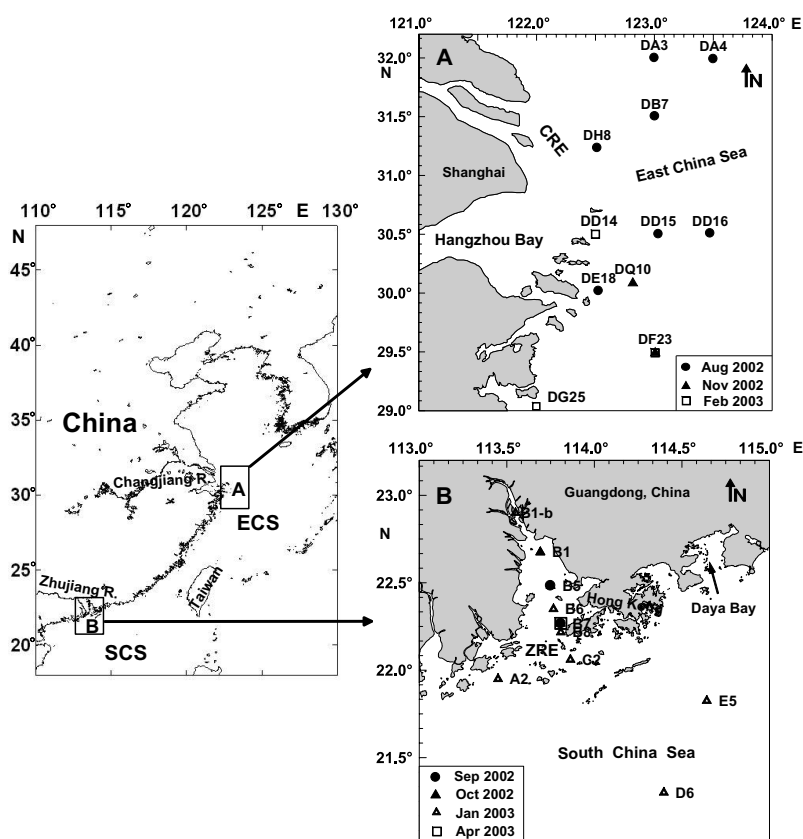 110° 115° 120° 125° E 130°
N
45°
40°
35°
30°
25°
20°
China
Changjiang R.
A
ECS
Zhujiang R.
Taiwan
B
SCS
121.0° 122.0° 123.0° 124.0° E
32.0°
N
31.5°
31.0°
30.5°
30.0°
29.5°
29.0°
A
DA3 DA4
N
DB7
CRE
DH8
Shanghai
East China Sea
DD14 DD15 DD16
Hangzhou Bay
DQ10
DE18
DF23
DG25
Aug 2002
Nov 2002
Feb 2003
113.0° 113.5° 114.0° 114.5° 115.0°
23.0°
N
22.5°
22.0°
21.5°
B
Guangdong, China
N
B1-b
B1
B5
Hong Kong
Daya Bay
B6
B7
B8
ZRE
G2
A2
E5
South China Sea
D6
Sep 2002
Oct 2002
Jan 2003
Apr 2003